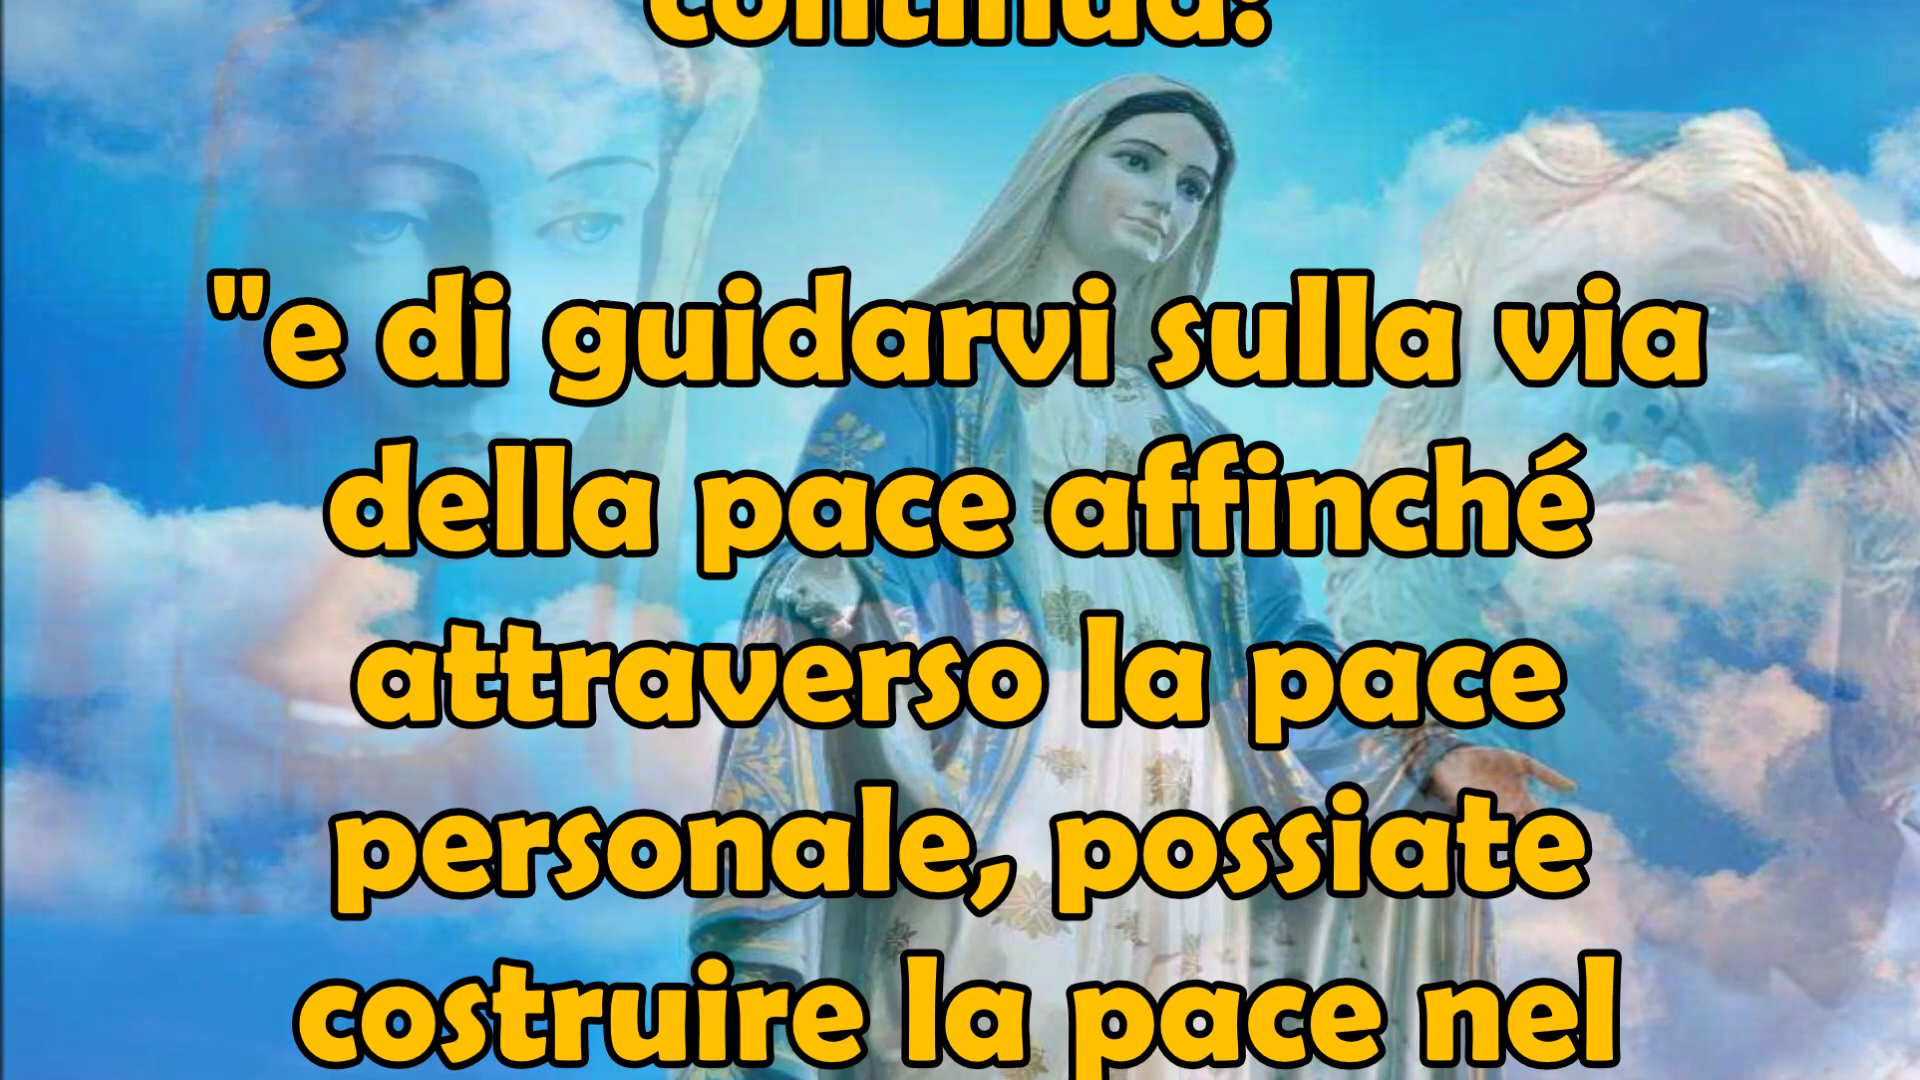 continua:
"e di guidarvi sulla via
della pace affinché
attraverso la pace
personale, possiate
costruire la pace nel